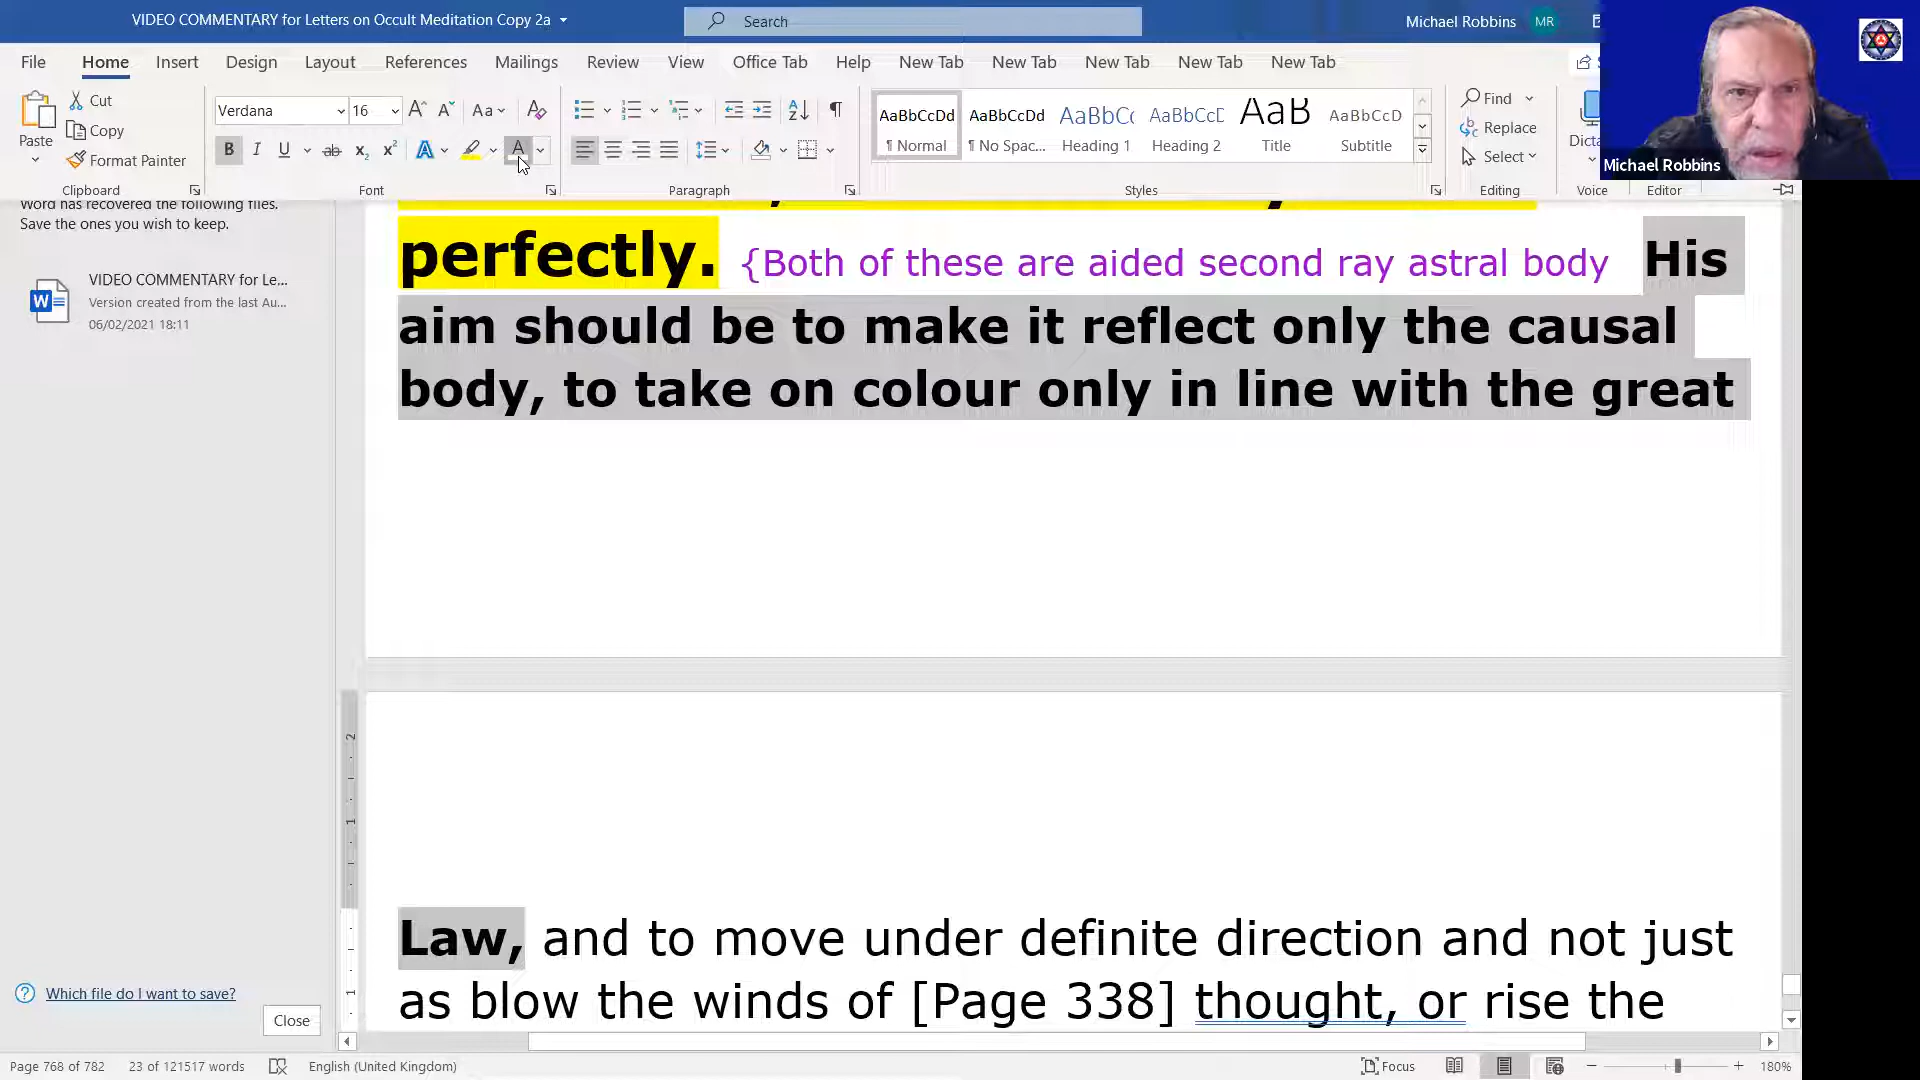 VIDEO COMMENTARY for Letters on Occult Meditation Copy 2a
Search
Michael Robbins
MR
File
Home
Insert
Design
Layout
References
Mailings
Review
View
Office Tab
Help
New Tab
New Tab
New Tab
New Tab
New Tab
Paste
Cut
Copy
Format Painter
Clipboard
Verdana
16
Font
Paragraph
AaBbCcDd
¶ Normal
AaBbCcDd
¶ No Spac...
AaBbCc
Heading 1
AaBbCcD
Heading 2
AaB
Title
AaBbCcD
Subtitle
Styles
Find
Replace
Select
Editing
Dicta
Voice
Editor
Michael Robbins
Word has recovered the following files.
Save the ones you wish to keep.
VIDEO COMMENTARY for Le...
Version created from the last Au...
06/02/2021 18:11
perfectly. {Both of these are aided second ray astral body His
aim should be to make it reflect only the causal
body, to take on colour only in line with the great
Law, and to move under definite direction and not just
as blow the winds of [Page 338] thought, or rise the
Which file do I want to save?
Close
Page 768 of 782
23 of 121517 words
English (United Kingdom)
Focus
180%